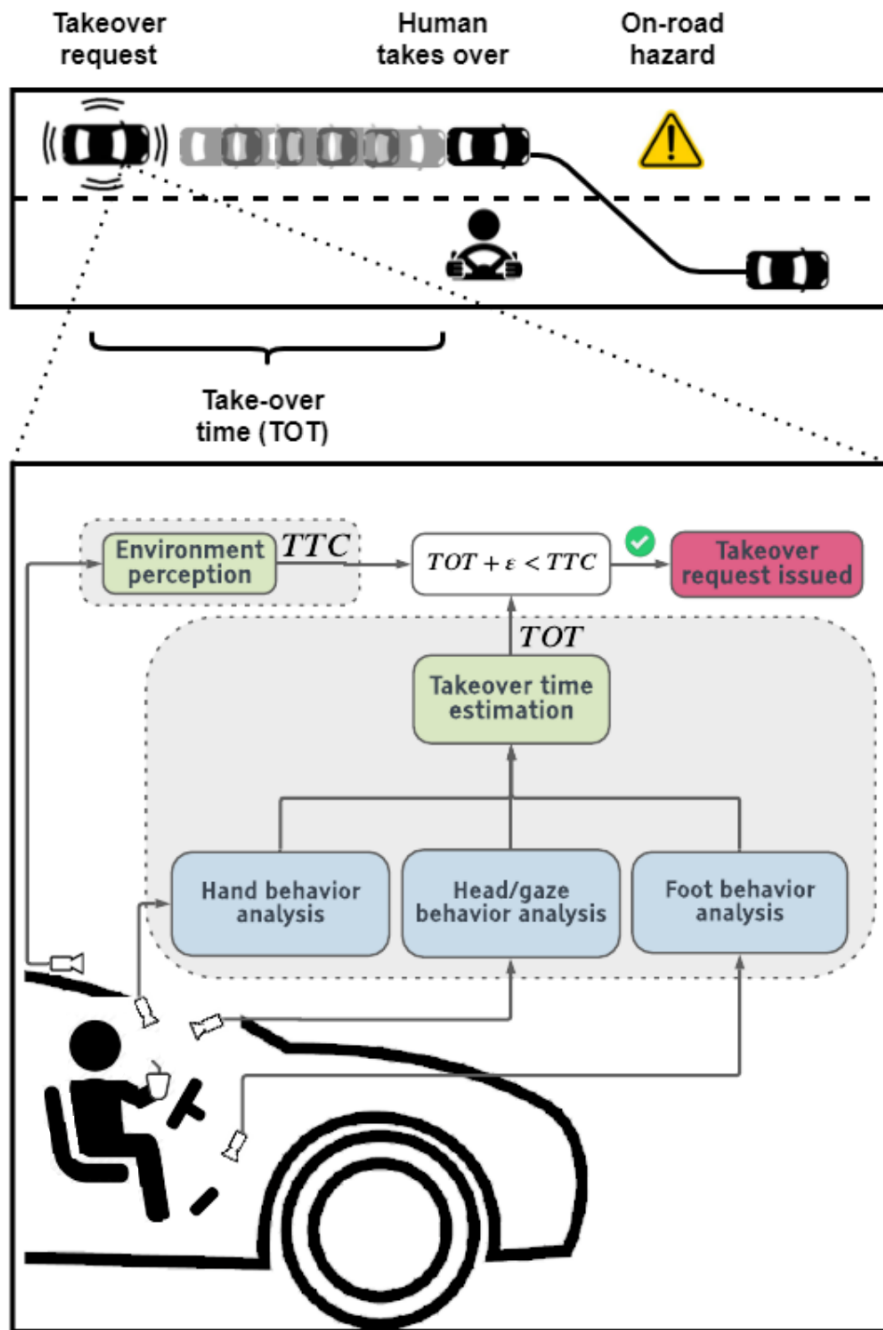 Takeover
request
Human
takes over
On-road
hazard
Take-over
time (TOT)
Environment
perception
TTC
TOT + ε < TTC
Takeover
request issued
TOT
Takeover time
estimation
Hand behavior
analysis
Head/gaze
behavior analysis
Foot behavior
analysis